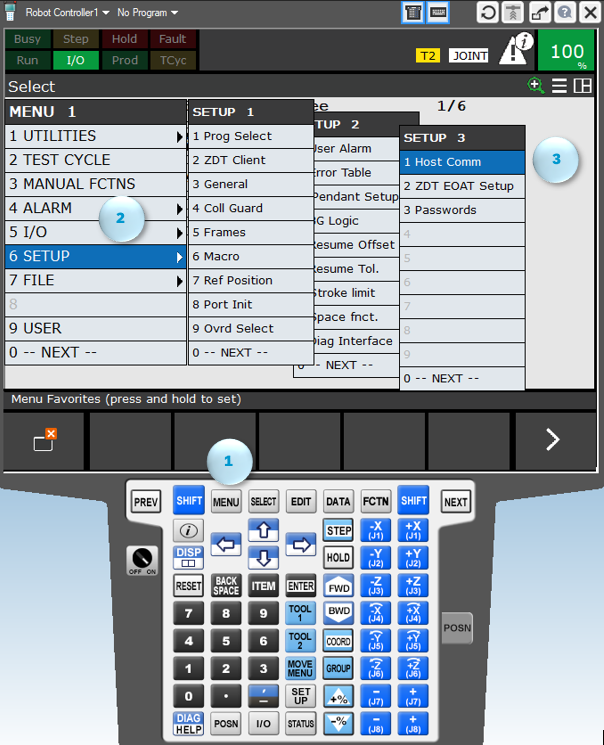 Robot Controller1 No Program
Busy Step Hold Fault
Run I/O Prod TCyc
T2 JOINT 100 %
Select
1/6
MENU 1
1 UTILITIES
2 TEST CYCLE
3 MANUAL FCTNS
4 ALARM
5 I/O
6 SETUP
7 FILE
8
9 USER
0 -- NEXT --
SETUP 1
1 Prog Select
2 ZDT Client
3 General
4 Coll Guard
5 Frames
6 Macro
7 Ref Position
8 Port Init
9 Ovrd Select
0 -- NEXT --
TUP 2
User Alarm
Error Table
Pendant Setup
BG Logic
Resume Offset
Resume Tol.
Stroke limit
Space fnct.
Diag Interface
-- NEXT --
SETUP 3
1 Host Comm
2 ZDT EOAT Setup
3 Passwords
4
5
6
7
8
9
0 -- NEXT --
2
3
Menu Favorites (press and hold to set)
1
PREV SHIFT MENU SELECT EDIT DATA FCTN SHIFT NEXT
i STEP -X (J1) +X (J1)
OFF ON DISP HOLD -Y (J2) +Y (J2)
RESET BACK SPACE ITEM ENTER FWD -Z (J3) +Z (J3)
7 8 9 TOOL 1 BWD -X (J4) +X (J4)
4 5 6 TOOL 2 COORD -Y (J5) +Y (J5) POSN
1 2 3 MOVE MENU GROUP -Z (J6) +Z (J6)
0 . SET UP +% - (J7) + (J7)
DIAG HELP POSN I/O STATUS -% - (J8) + (J8)